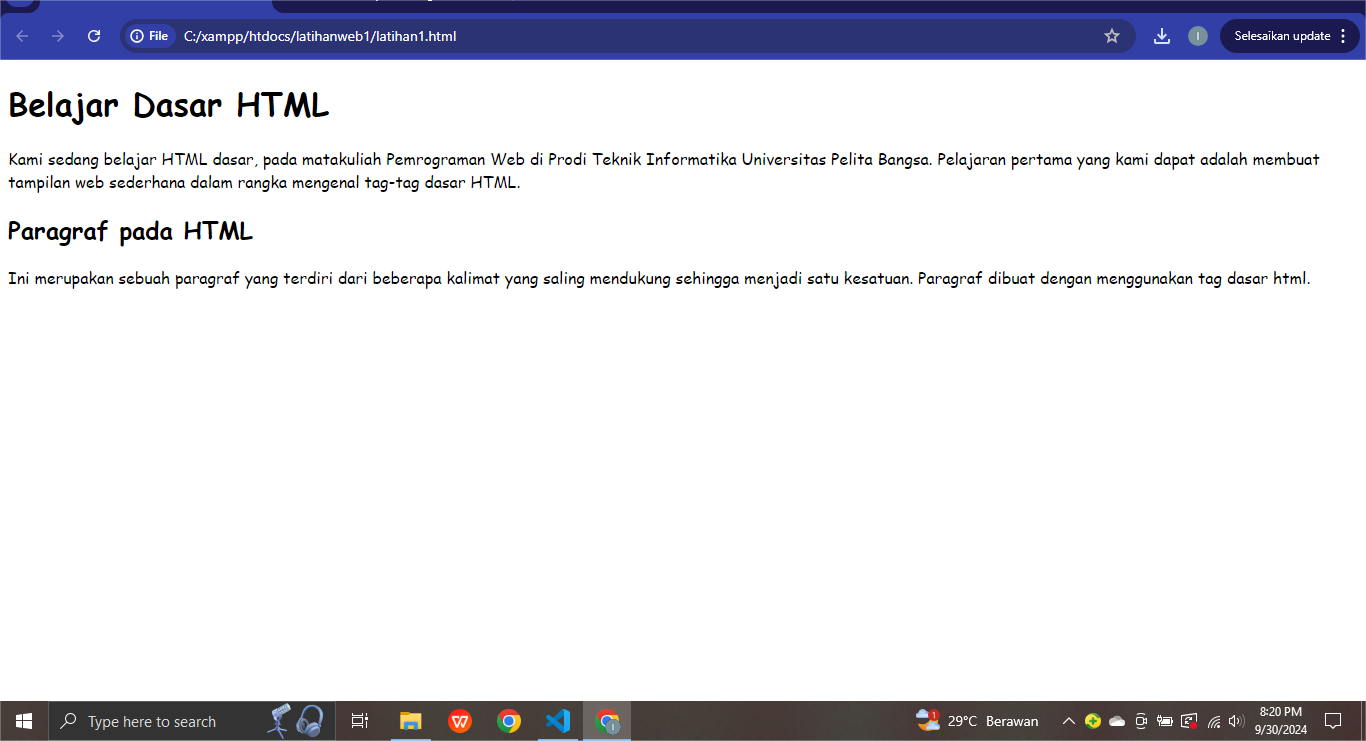 File
C:/xampp/htdocs/latihanweb1/latihan1.html
I
Selesaikan update
Belajar Dasar HTML
Kami sedang belajar HTML dasar, pada matakuliah Pemrograman Web di Prodi Teknik Informatika Universitas Pelita Bangsa. Pelajaran pertama yang kami dapat adalah membuat
tampilan web sederhana dalam rangka mengenal tag-tag dasar HTML.
Paragraf pada HTML
Ini merupakan sebuah paragraf yang terdiri dari beberapa kalimat yang saling mendukung sehingga menjadi satu kesatuan. Paragraf dibuat dengan menggunakan tag dasar html.
Type here to search
W
I
1
29°C Berawan
8:20 PM
9/30/2024